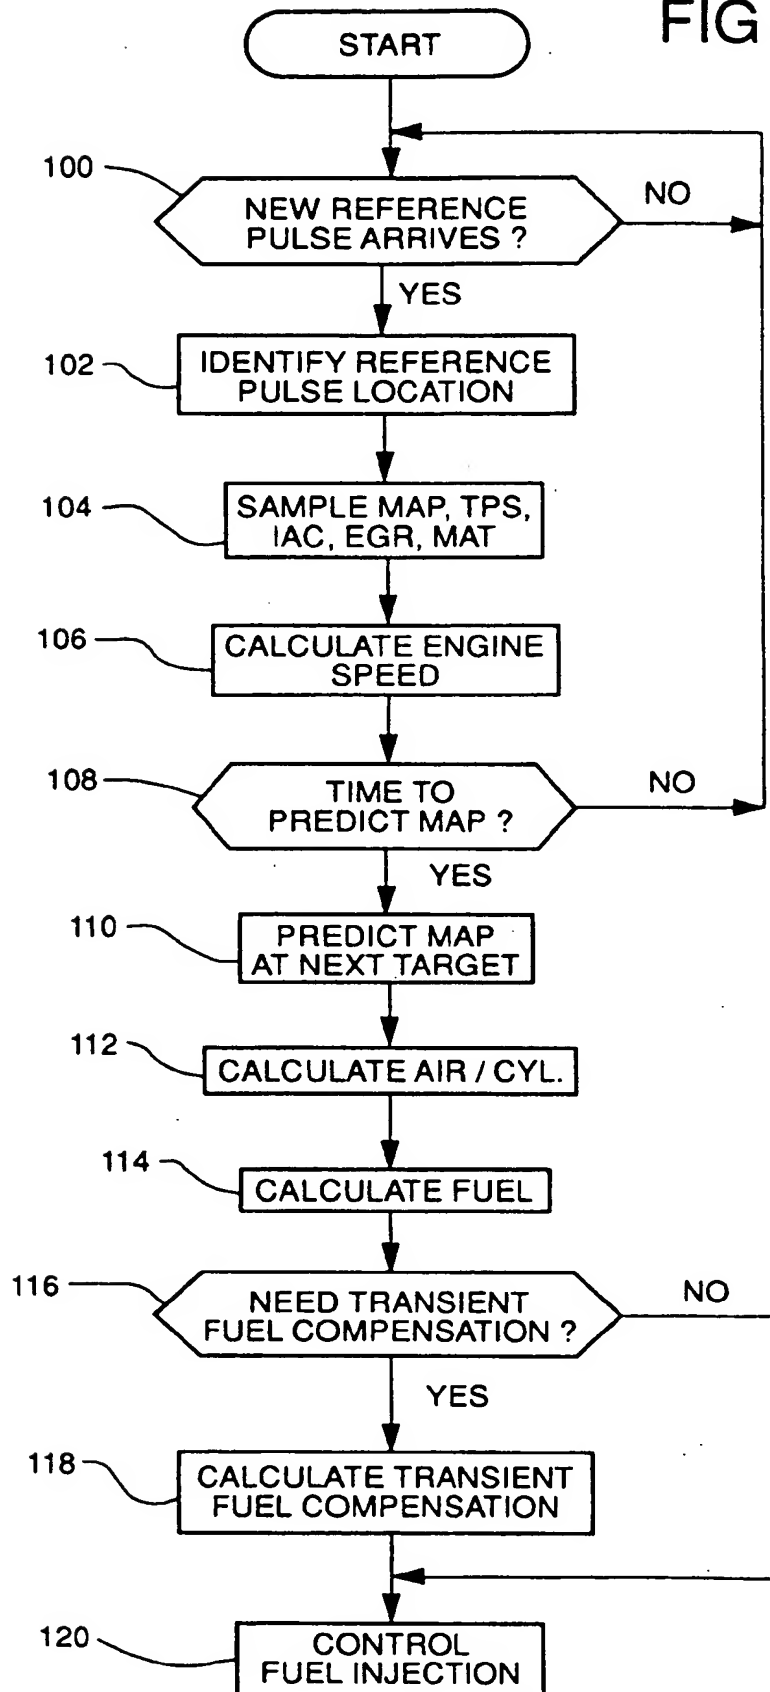 FIG
START
100
NEW REFERENCE
PULSE ARRIVES ?
NO
YES
102
IDENTIFY REFERENCE
PULSE LOCATION
104
SAMPLE MAP, TPS,
IAC, EGR, MAT
106
CALCULATE ENGINE
SPEED
108
TIME TO
PREDICT MAP ?
NO
YES
110
PREDICT MAP
AT NEXT TARGET
112
CALCULATE AIR / CYL.
114
CALCULATE FUEL
116
NEED TRANSIENT
FUEL COMPENSATION ?
NO
YES
118
CALCULATE TRANSIENT
FUEL COMPENSATION
120
CONTROL
FUEL INJECTION